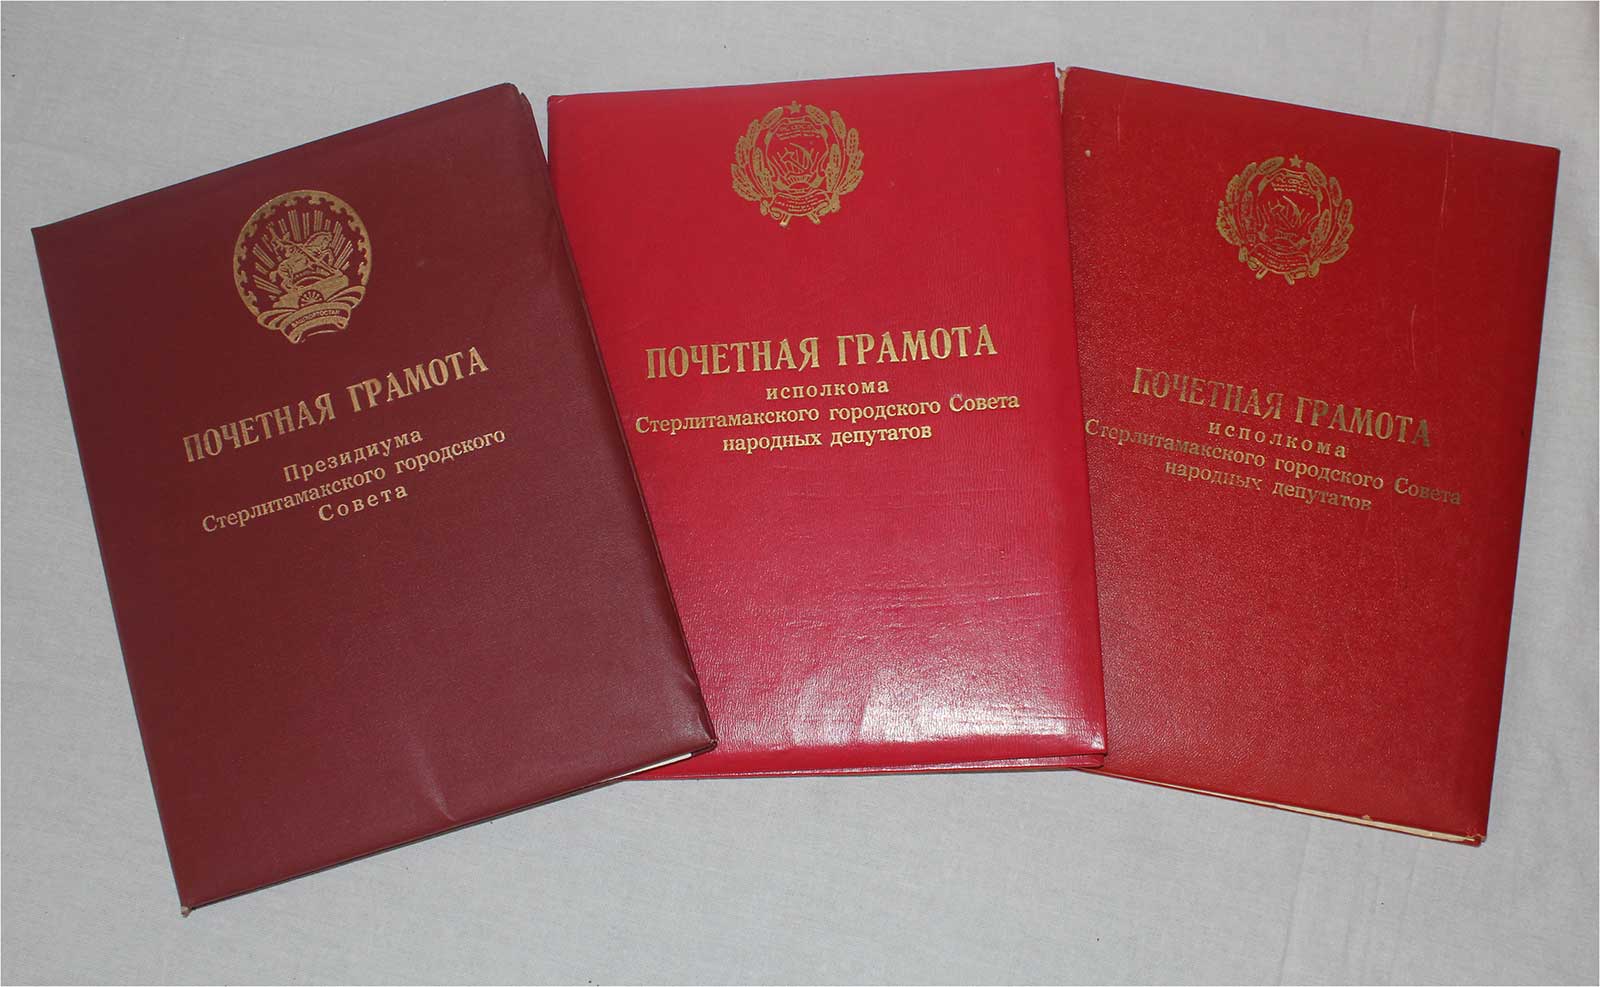 БАШКОРТОСТАН
ПОЧЕТНАЯ ГРАМОТА
Президиума
Стерлитамакского городского
Совета
ПОЧЕТНАЯ ГРАМОТА
исполкома
Стерлитамакского городского Совета
народных депутатов
ПОЧЕТНАЯ ГРАМОТА
исполкома
Стерлитамакского городского Совета
народных депутатов